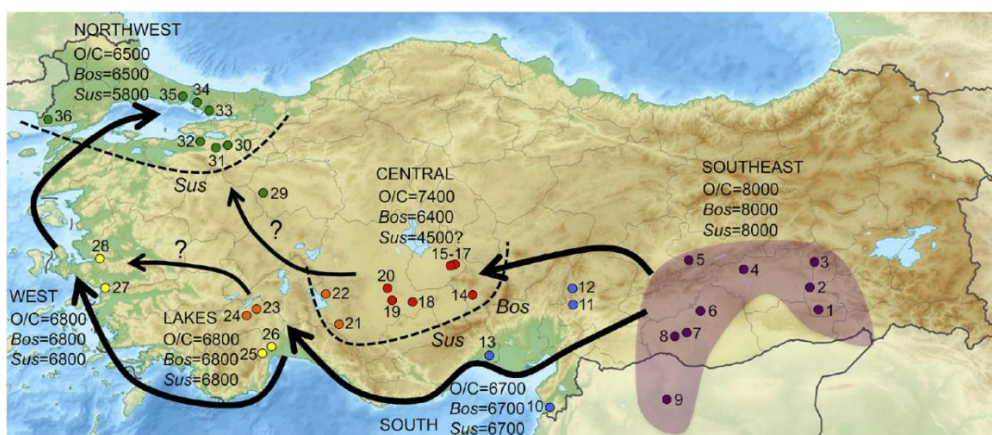 NORTHWEST
O/C=6500
Bos=6500
Sus=5800
36
35
34
33
32
31
30
Sus
29
?
CENTRAL
O/C=7400
Bos=6400
Sus=4500?
15-17
20
19
18
14
22
21
Bos
Sus
12
11
13
SOUTHEAST
O/C=8000
Bos=8000
Sus=8000
5
4
3
2
1
6
7
8
9
28
27
?
WEST
O/C=6800
Bos=6800
Sus=6800
LAKES
O/C=6800
Bos=6800
Sus=6800
24
23
26
25
SOUTH
O/C=6700
Bos=6700
Sus=6700
10